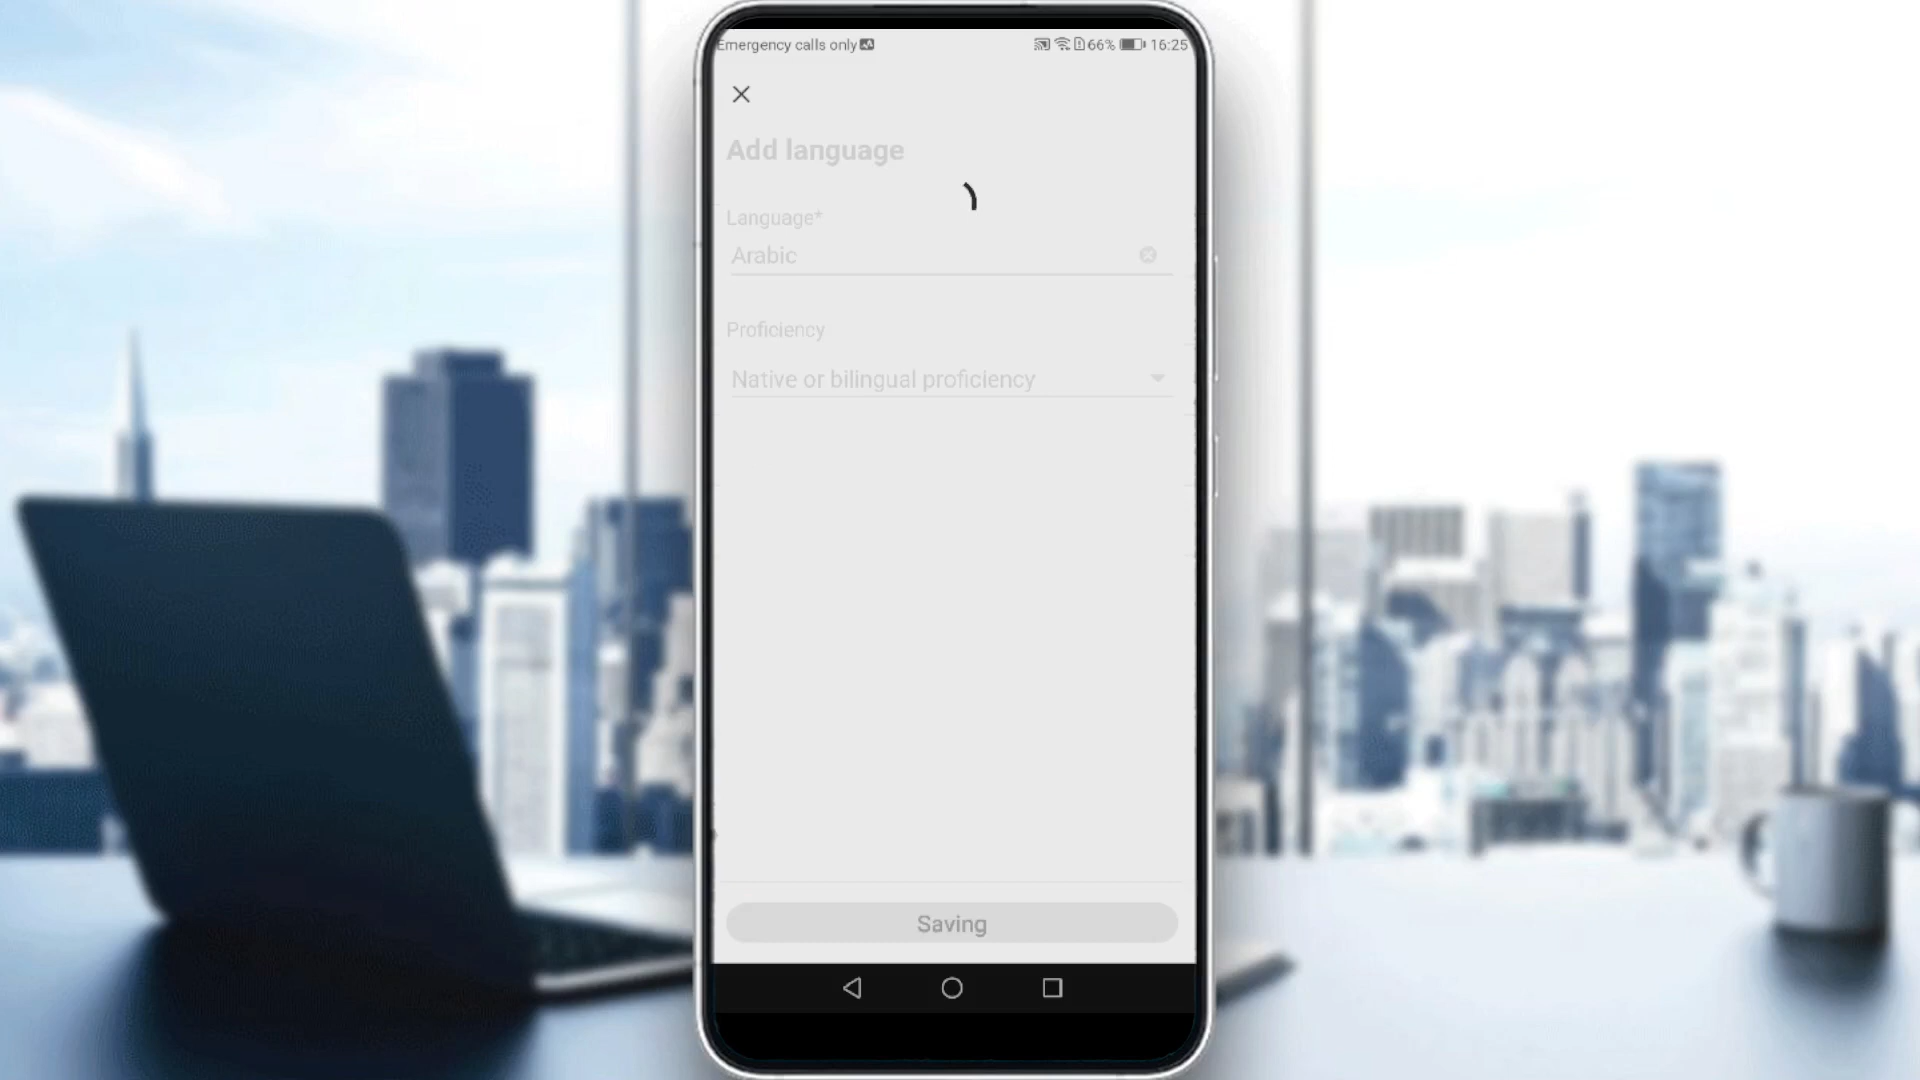 Emergency calls only 66% 16:25
Add language
Language*
Arabic
Proficiency
Native or bilingual proficiency
Saving